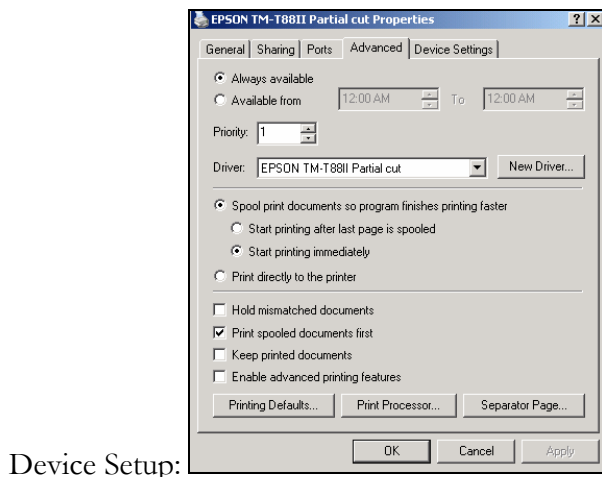 EPSON TM-T88II Partial cut Properties
General Sharing Ports Advanced Device Settings
Always available
Available from 12:00 AM To 12:00 AM
Priority: 1
Driver: EPSON TM-T88II Partial cut New Driver...
Spool print documents so program finishes printing faster
Start printing after last page is spooled
Start printing immediately
Print directly to the printer
Hold mismatched documents
Print spooled documents first
Keep printed documents
Enable advanced printing features
Printing Defaults... Print Processor... Separator Page...
OK Cancel Apply
Device Setup: